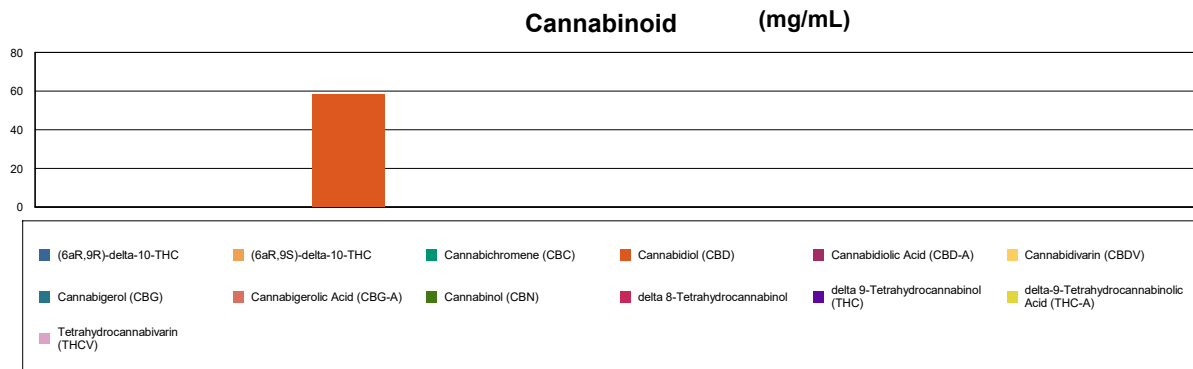 Cannabinoid (mg/mL)
80
60
40
20
0
(6aR,9R)-delta-10-THC
(6aR,9S)-delta-10-THC
Cannabichromene (CBC)
Cannabidiol (CBD)
Cannabidiolic Acid (CBD-A)
Cannabidivarin (CBDV)
Cannabigerol (CBG)
Cannabigerolic Acid (CBG-A)
Cannabinol (CBN)
delta 8-Tetrahydrocannabinol
delta 9-Tetrahydrocannabinol
(THC)
delta-9-Tetrahydrocannabinolic
Acid (THC-A)
Tetrahydrocannabivarin
(THCV)